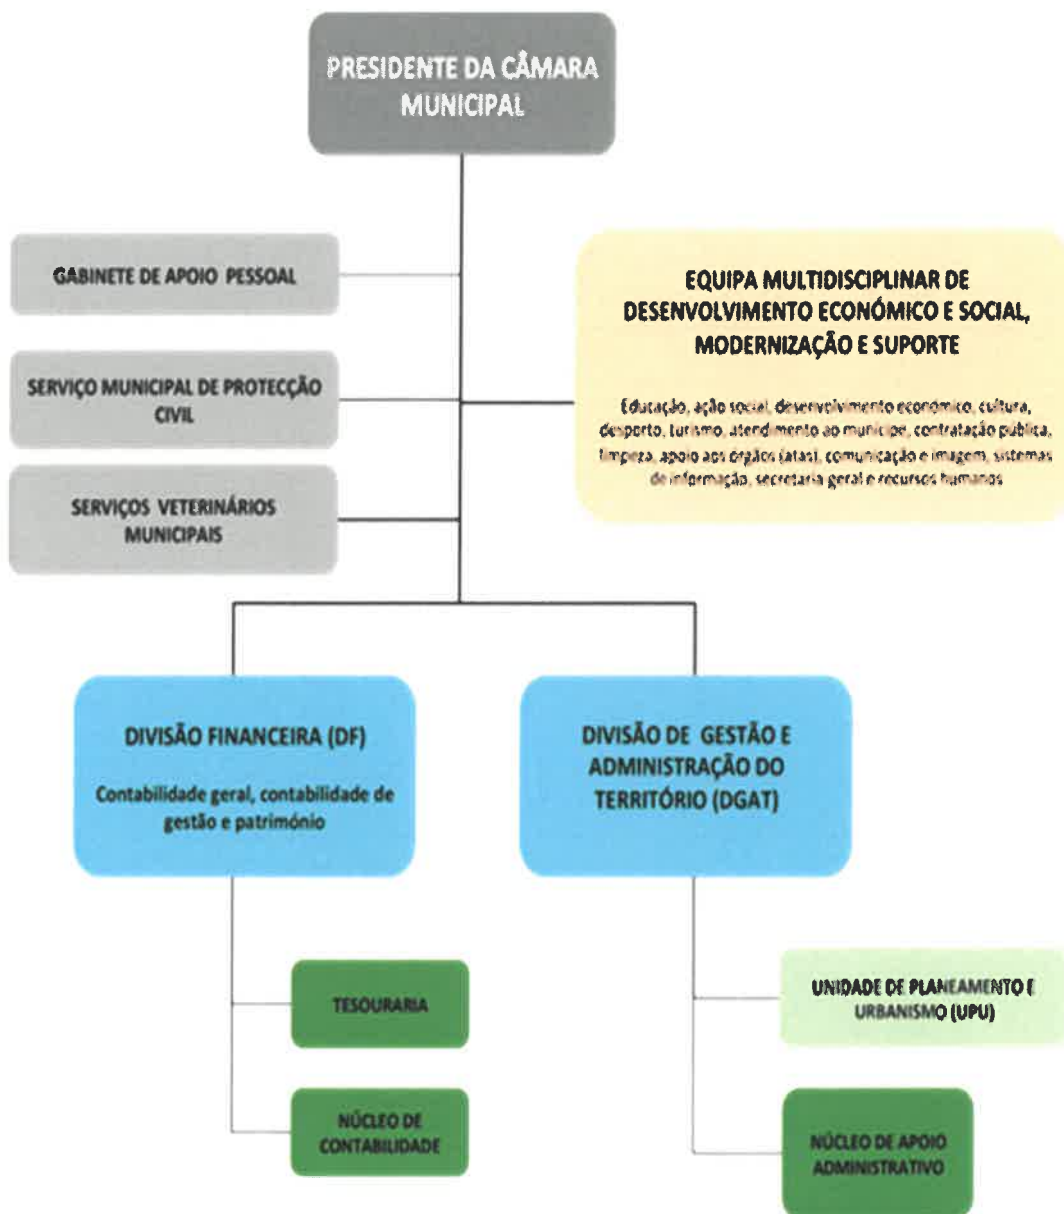 PRESIDENTE DA CÂMARA
MUNICIPAL
GABINETE DE APOIO PESSOAL
SERVIÇO MUNICIPAL DE PROTECÇÃO
CIVIL
SERVIÇOS VETERINÁRIOS
MUNICIPAIS
EQUIPA MULTIDISCIPLINAR DE
DESENVOLVIMENTO ECONÓMICO E SOCIAL,
MODERNIZAÇÃO E SUPORTE
Educação, ação social, desenvolvimento económico, cultura,
desporto, turismo, atendimento ao munícipe, contratação pública,
limpeza, apoio aos órgãos (atas), comunicação e imagem, sistemas
de informação, secretaria geral e recursos humanos
DIVISÃO FINANCEIRA (DF)
Contabilidade geral, contabilidade de
gestão e património
DIVISÃO DE GESTÃO E
ADMINISTRAÇÃO DO
TERRITÓRIO (DGAT)
TESOURARIA
NÚCLEO DE
CONTABILIDADE
UNIDADE DE PLANEAMENTO E
URBANISMO (UPU)
NÚCLEO DE APOIO
ADMINISTRATIVO